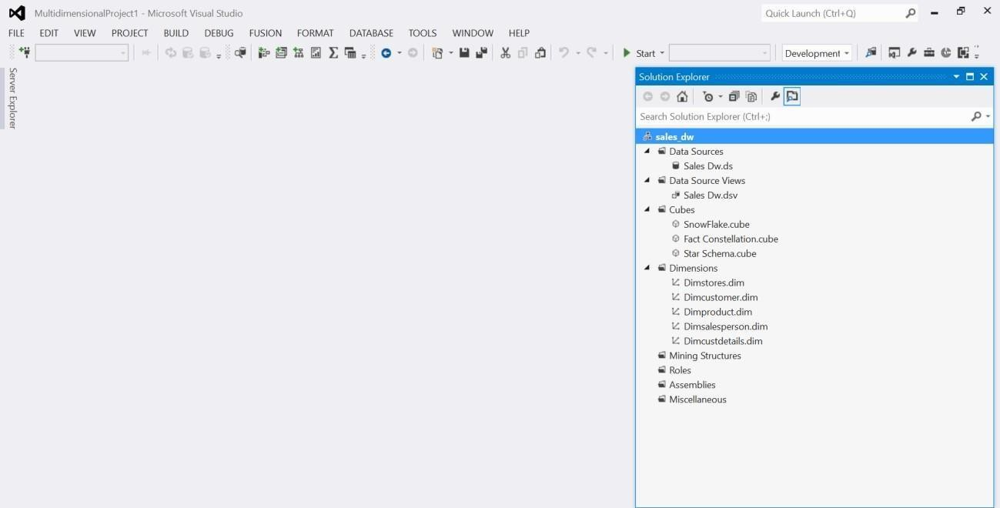 MultidimensionalProject1 - Microsoft Visual Studio
Quick Launch (Ctrl+Q)
FILE EDIT VIEW PROJECT BUILD DEBUG FUSION FORMAT DATABASE TOOLS WINDOW HELP
Start Development
Server Explorer
Solution Explorer
Search Solution Explorer (Ctrl+;)
sales_dw
Data Sources
Sales Dw.ds
Data Source Views
Sales Dw.dsv
Cubes
SnowFlake.cube
Fact Constellation.cube
Star Schema.cube
Dimensions
Dimstores.dim
Dimcustomer.dim
Dimproduct.dim
Dimsalesperson.dim
Dimcustdetails.dim
Mining Structures
Roles
Assemblies
Miscellaneous